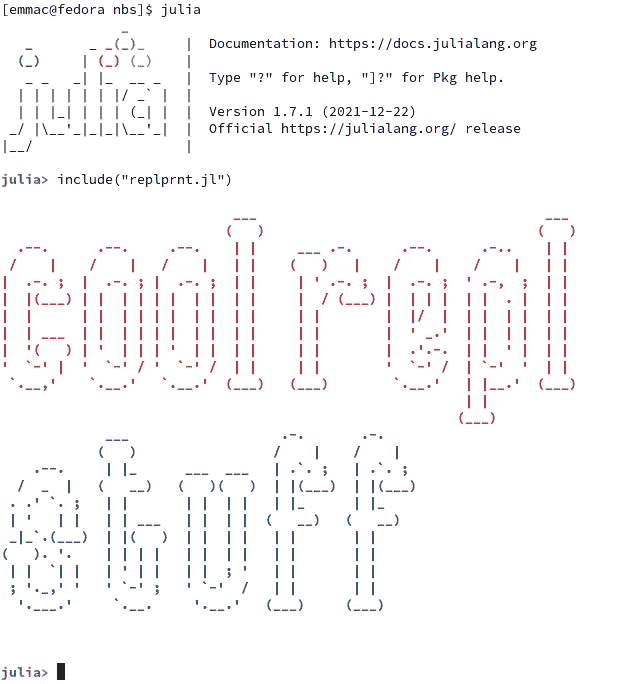 [emmac@fedora nbs]$ julia
julia
Documentation: https://docs.julialang.org
Type "?" for help, "]?" for Pkg help.
Version 1.7.1 (2021-12-22)
Official https://julialang.org/ release
julia> include("replprnt.jl")
cool repl
stuff
julia>